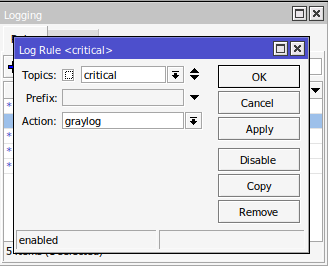 Logging
Log Rule <critical>
Topics: critical
OK
Prefix:
Cancel
Action: graylog
Apply
Disable
Copy
Remove
enabled